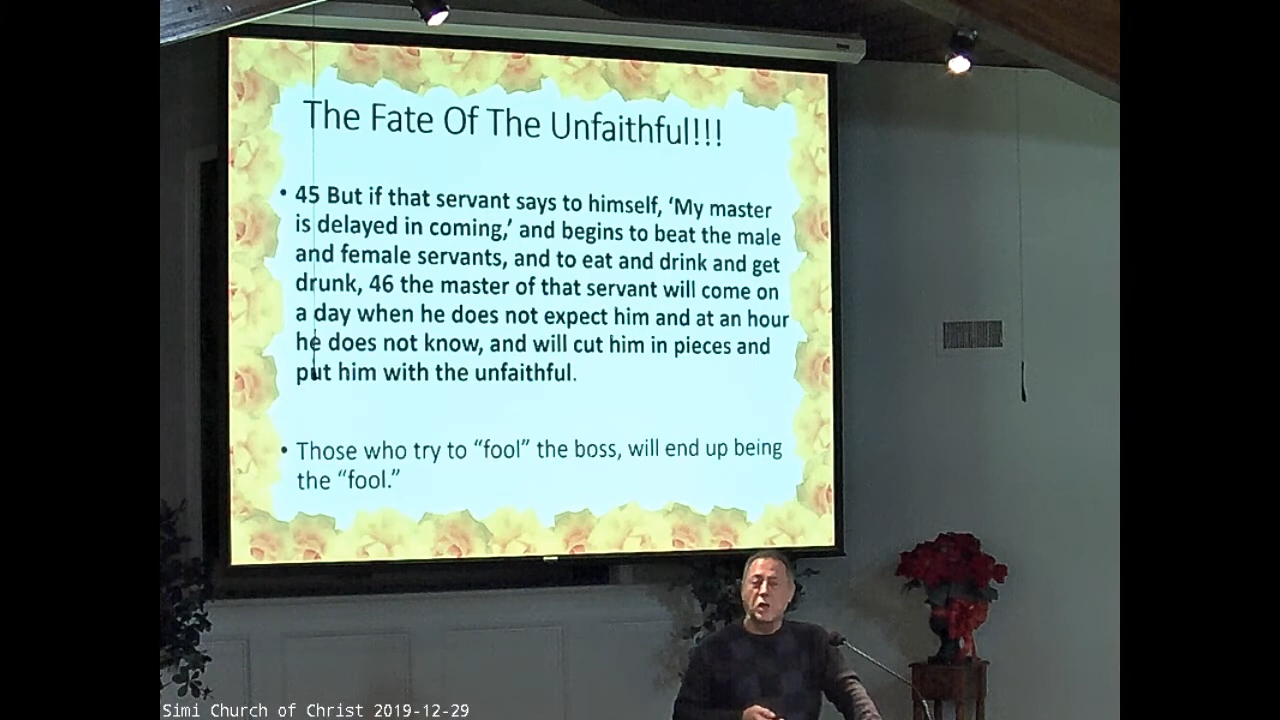 The Fate Of The Unfaithful!!!
• 45 But if that servant says to himself, ‘My master
is delayed in coming,’ and begins to beat the male
and female servants, and to eat and drink and get
drunk, 46 the master of that servant will come on
a day when he does not expect him and at an hour
he does not know, and will cut him in pieces and
put him with the unfaithful.
• Those who try to “fool” the boss, will end up being
the “fool.”
Simi Church of Christ 2019-12-29